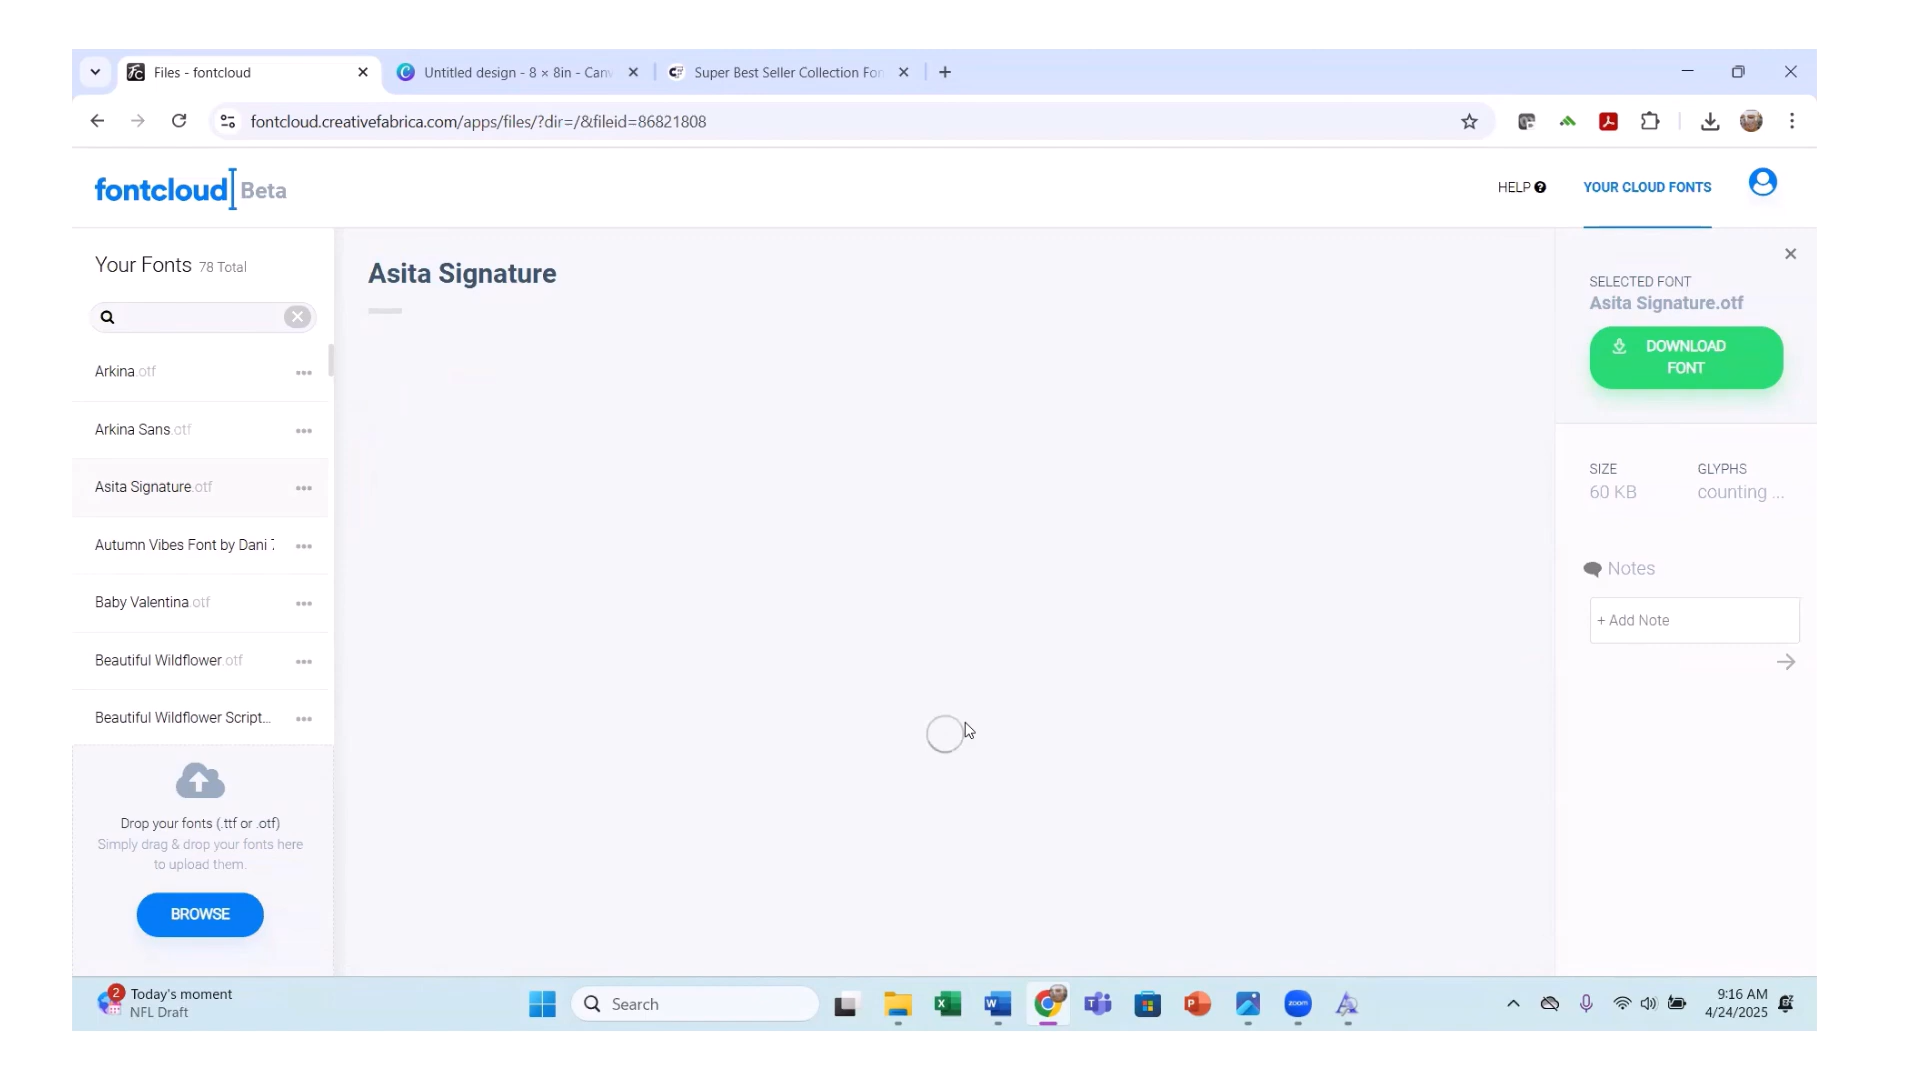 Files - fontcloud
Untitled design - 8 × 8in - Canv
Super Best Seller Collection Fon
fontcloud.creativefabrica.com/apps/files/?dir=/&fileid=86821808
fontcloud Beta
HELP
YOUR CLOUD FONTS
Your Fonts 78 Total
Arkina.otf
Arkina Sans.otf
Asita Signature.otf
Autumn Vibes Font by Dani
Baby Valentina.otf
Beautiful Wildflower.otf
Beautiful Wildflower Script...
Drop your fonts (.ttf or .otf)
Simply drag & drop your fonts here
to upload them.
BROWSE
Asita Signature
SELECTED FONT
Asita Signature.otf
DOWNLOAD
FONT
SIZE
GLYPHS
60 KB
counting ...
Notes
+ Add Note
2
Today's moment
NFL Draft
Search
zoom
9:16 AM
4/24/2025